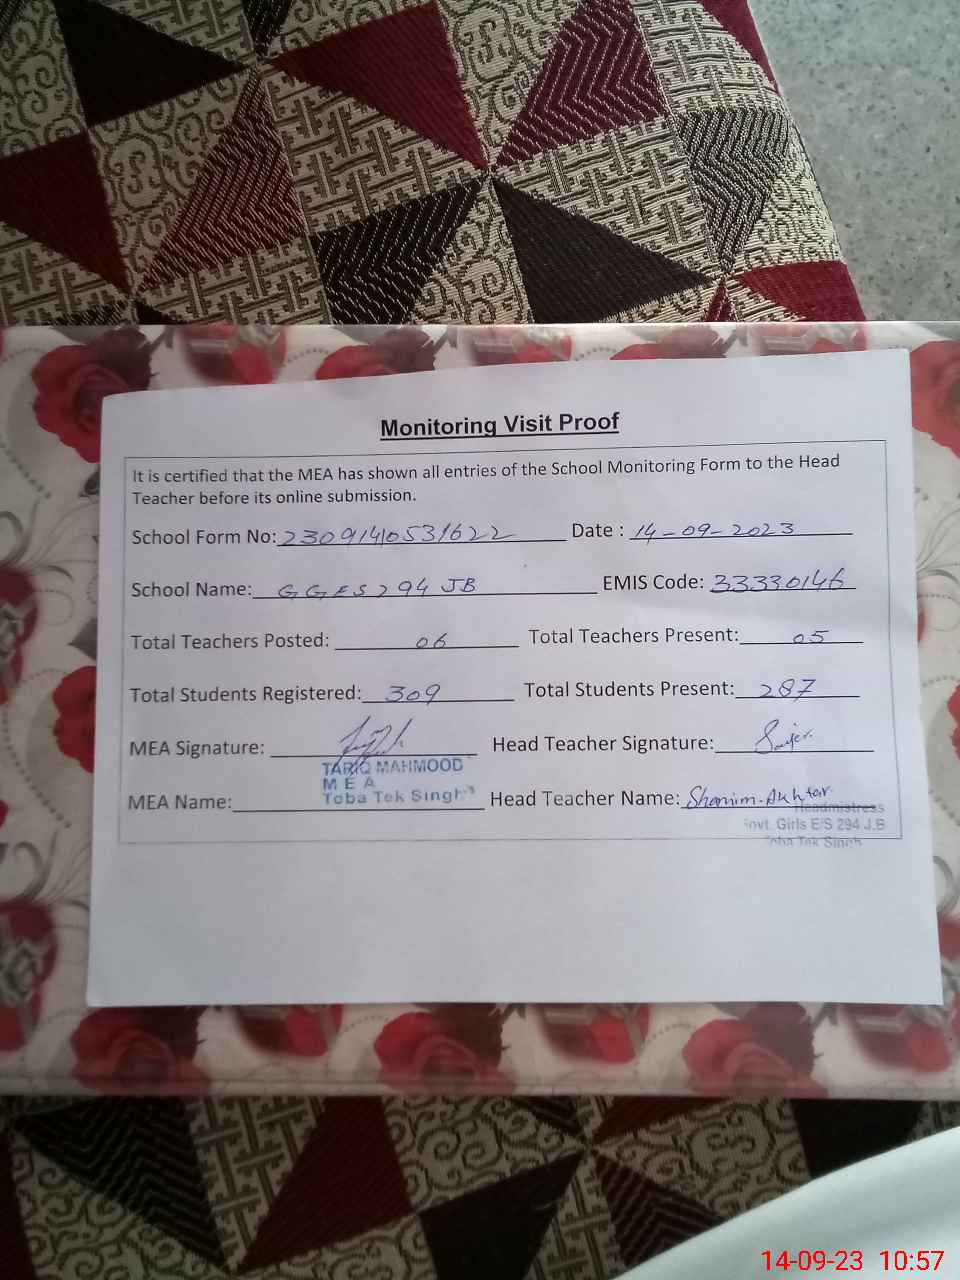 Monitoring Visit Proof
It is certified that the MEA has shown all entries of the School Monitoring Form to the Head
Teacher before its online submission.
School Form No: 2309140531622 Date : 14-09-2023
School Name: GGES 294 JB EMIS Code: 33330146
Total Teachers Posted: 06 Total Teachers Present: 05
Total Students Registered: 309 Total Students Present: 287
MEA Signature: Head Teacher Signature:
TARIQ MAHMOOD
M E A
MEA Name: Toba Tek Singh Head Teacher Name: Shamim Akhtar
Headmistress
Govt. Girls E/S 294 J.B
Toba Tek Singh
14-09-23 10:57